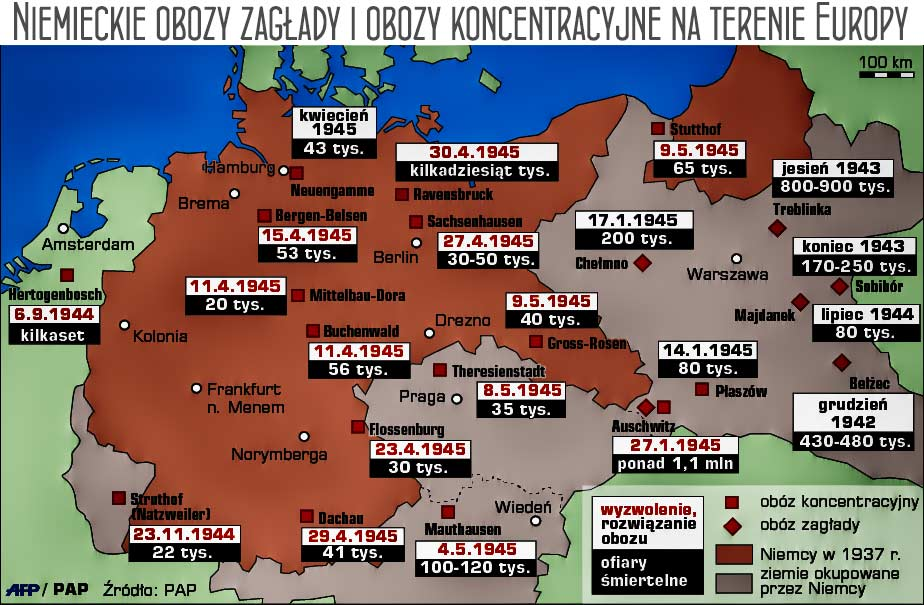 Niemieckie obozy zagłady i obozy koncentracyjne na terenie Europy
100 km
kwiecień
1945
43 tys.
Hamburg
Neuengamme
Brema
30.4.1945
kilkadziesiąt tys.
Ravensbruck
Stutthof
9.5.1945
65 tys.
jesień 1943
800-900 tys.
Treblinka
Bergen-Belsen
15.4.1945
53 tys.
Sachsenhausen
Berlin
27.4.1945
30-50 tys.
17.1.1945
200 tys.
Chełmno
Warszawa
koniec 1943
170-250 tys.
Sobibór
Amsterdam
Hertogenbosch
6.9.1944
kilkaset
11.4.1945
20 tys.
Mittelbau-Dora
Majdanek
lipiec 1944
80 tys.
Kolonia
Buchenwald
11.4.1945
56 tys.
Drezno
9.5.1945
40 tys.
Gross-Rosen
14.1.1945
80 tys.
Płaszów
Bełżec
grudzień
1942
430-480 tys.
Frankfurt
n. Menem
Theresienstadt
Praga
8.5.1945
35 tys.
Auschwitz
27.1.1945
ponad 1,1 mln
Norymberga
Flossenburg
23.4.1945
30 tys.
Struthof
(Natzweiler)
23.11.1944
22 tys.
Dachau
29.4.1945
41 tys.
Mauthausen
4.5.1945
100-120 tys.
Wiedeń
wyzwolenie,
rozwiązanie
obozu
ofiary
śmiertelne
obóz koncentracyjny
obóz zagłady
Niemcy w 1937 r.
ziemie okupowane
przez Niemcy
AFP / PAP Źródło: PAP